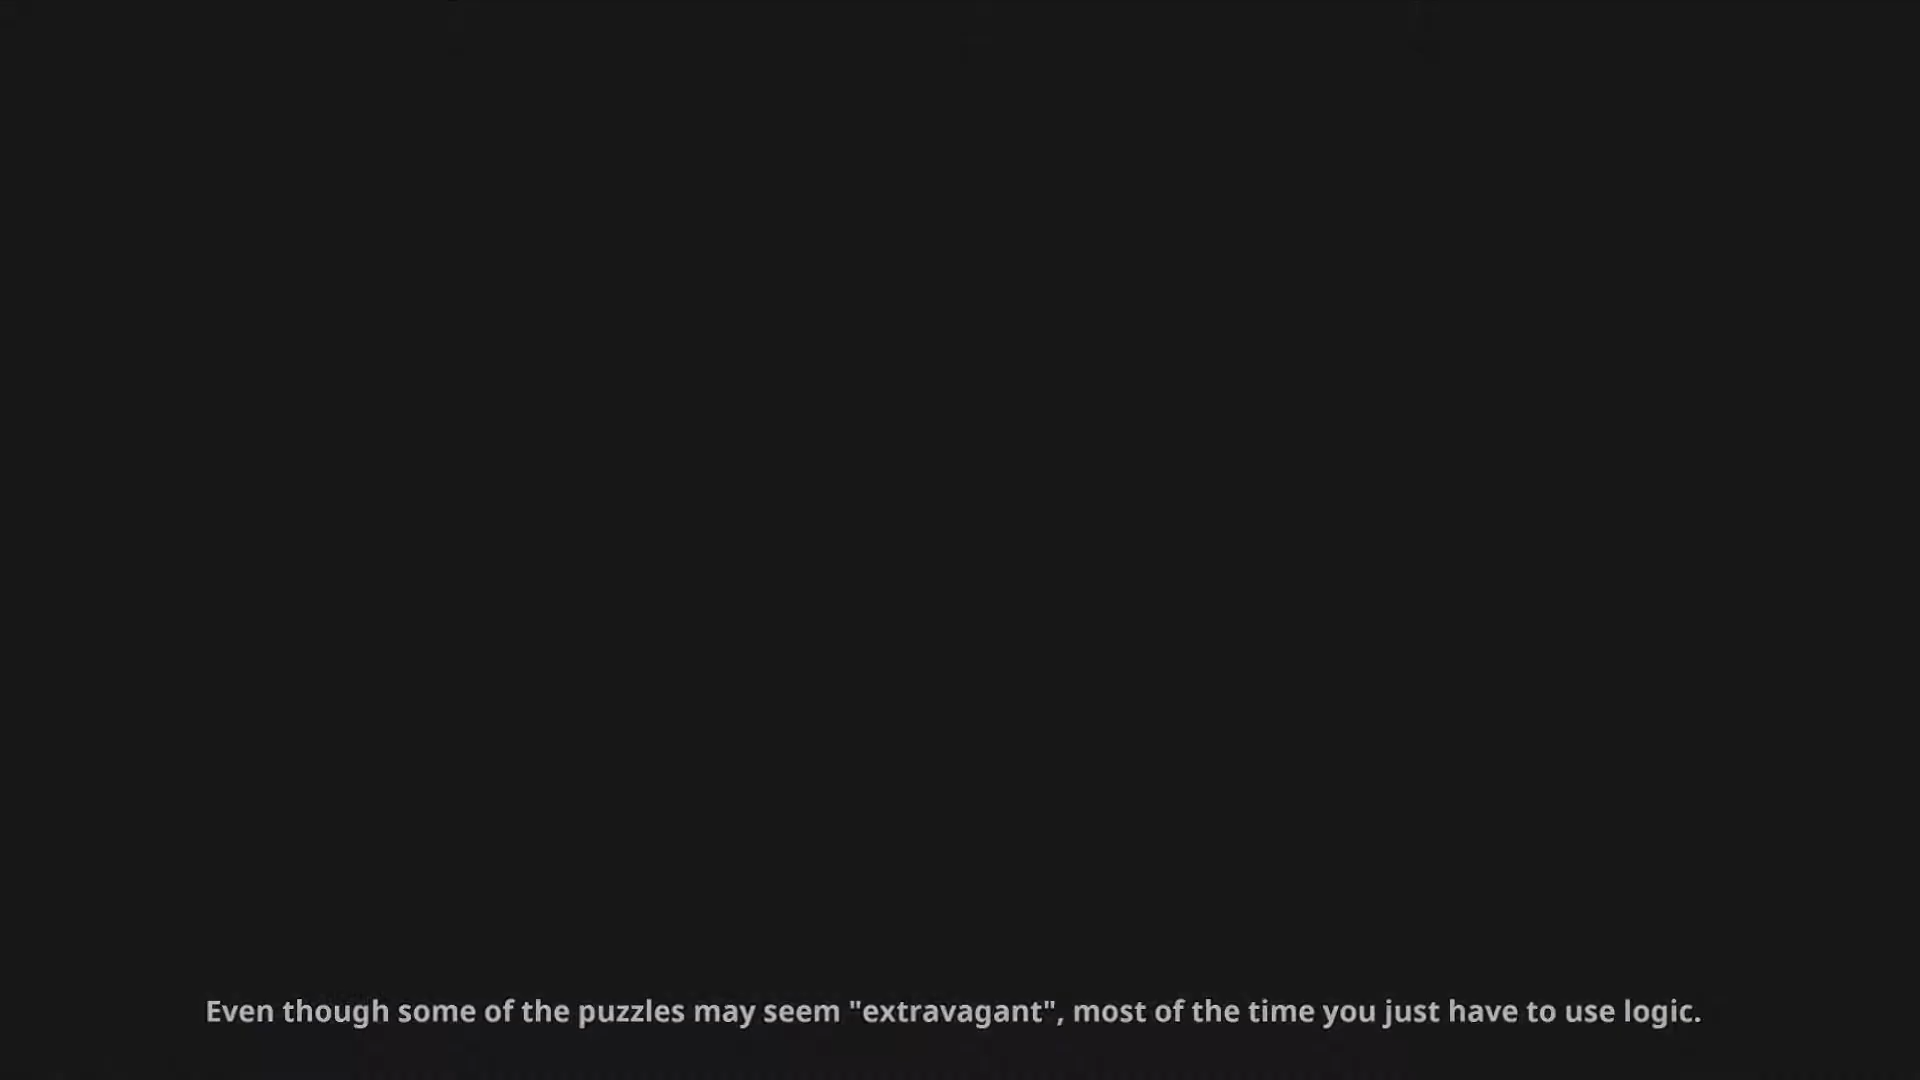 Even though some of the puzzles may seem "extravagant", most of the time you just have to use logic.